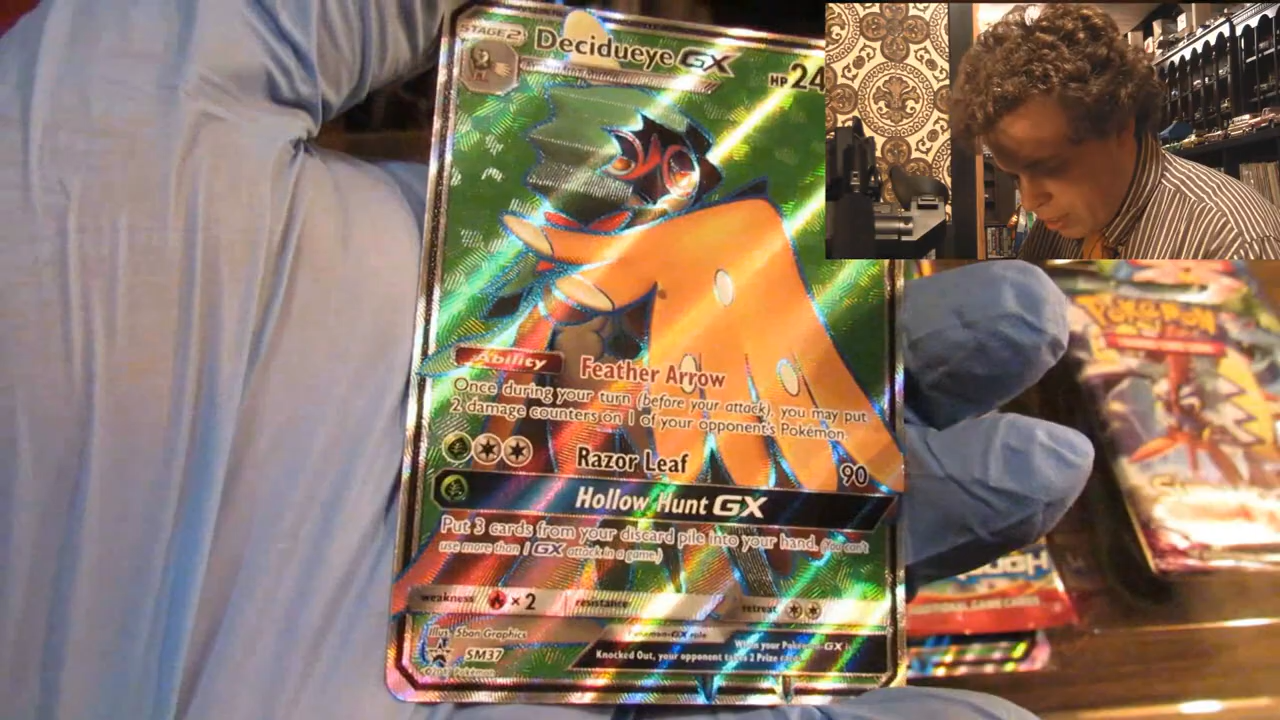 STAGE 2 Decidueye GX HP 24
Ability Feather Arrow
Once during your turn (before your attack), you may put
2 damage counters on 1 of your opponent's Pokémon.
Razor Leaf 90
Hollow Hunt GX
Put 3 cards from your discard pile into your hand. (You can't
use more than 1 GX attack in a game.)
weakness ×2 resistance retreat
Illus. 5ban Graphics Pokémon-GX rule When your Pokémon-GX is
SM37 Knocked Out, your opponent takes 2 Prize cards.
©2017 Pokémon
POKÉMON